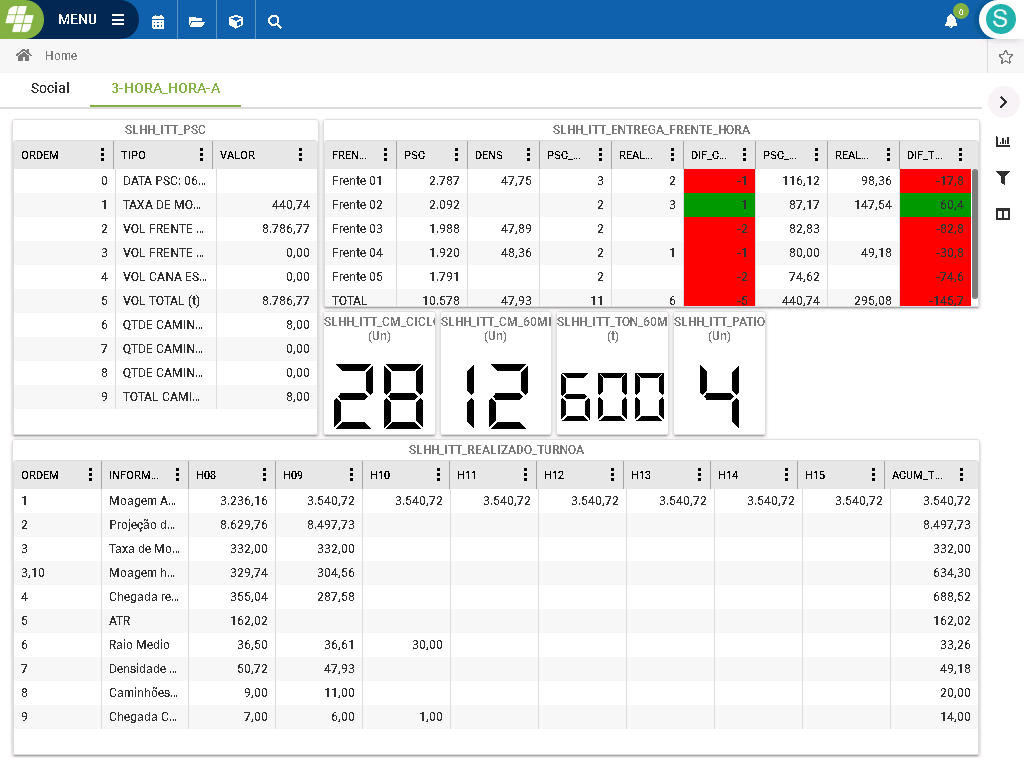 MENU
0
S
Home
Social 3-HORA_HORA-A
SLHH_ITT_PSC
ORDEM TIPO VALOR
0 DATA PSC: 06...
1 TAXA DE MO... 440,74
2 VOL FRENTE ... 8.786,77
3 VOL FRENTE ... 0,00
4 VOL CANA ES... 0,00
5 VOL TOTAL (t) 8.786,77
6 QTDE CAMIN... 8,00
7 QTDE CAMIN... 0,00
8 QTDE CAMIN... 0,00
9 TOTAL CAMI... 8,00
SLHH_ITT_ENTREGA_FRENTE_HORA
FREN... PSC DENS PSC_... REAL... DIF_C... PSC_... REAL... DIF_T...
Frente 01 2.787 47,75 3 2 -1 116,12 98,36 -17,8
Frente 02 2.092 2 3 1 87,17 147,54 60,4
Frente 03 1.988 47,89 2 -2 82,83 -82,8
Frente 04 1.920 48,36 2 1 -1 80,00 49,18 -30,8
Frente 05 1.791 2 -2 74,62 -74,6
TOTAL 10.578 47,93 11 6 -5 440,74 295,08 -145,7
SLHH_ITT_CM_CICL
(Un)
28
SLHH_ITT_CM_60M
(Un)
12
SLHH_ITT_TON_60M
(t)
600
SLHH_ITT_PATIO
(Un)
4
SLHH_ITT_REALIZADO_TURNOA
ORDEM INFORM... H08 H09 H10 H11 H12 H13 H14 H15 ACUM_T...
1 Moagem A... 3.236,16 3.540,72 3.540,72 3.540,72 3.540,72 3.540,72 3.540,72 3.540,72 3.540,72
2 Projeção d... 8.629,76 8.497,73 8.497,73
3 Taxa de Mo... 332,00 332,00 332,00
3,10 Moagem h... 329,74 304,56 634,30
4 Chegada re... 355,04 287,58 688,52
5 ATR 162,02 162,02
6 Raio Medio 36,50 36,61 30,00 33,26
7 Densidade ... 50,72 47,93 49,18
8 Caminhões... 9,00 11,00 20,00
9 Chegada C... 7,00 6,00 1,00 14,00